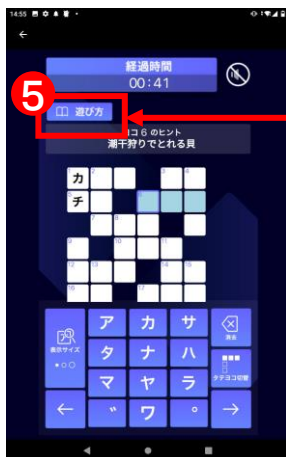 14:55
←
経過時間
00:41
5
遊び方
ヨコ 6 のヒント
潮干狩りでとれる貝
カ
チ
ア
カ
サ
表示サイズ
消去
タ
ナ
ハ
タテヨコ切替
マ
ヤ
ラ
←
゛
ワ
゜
→